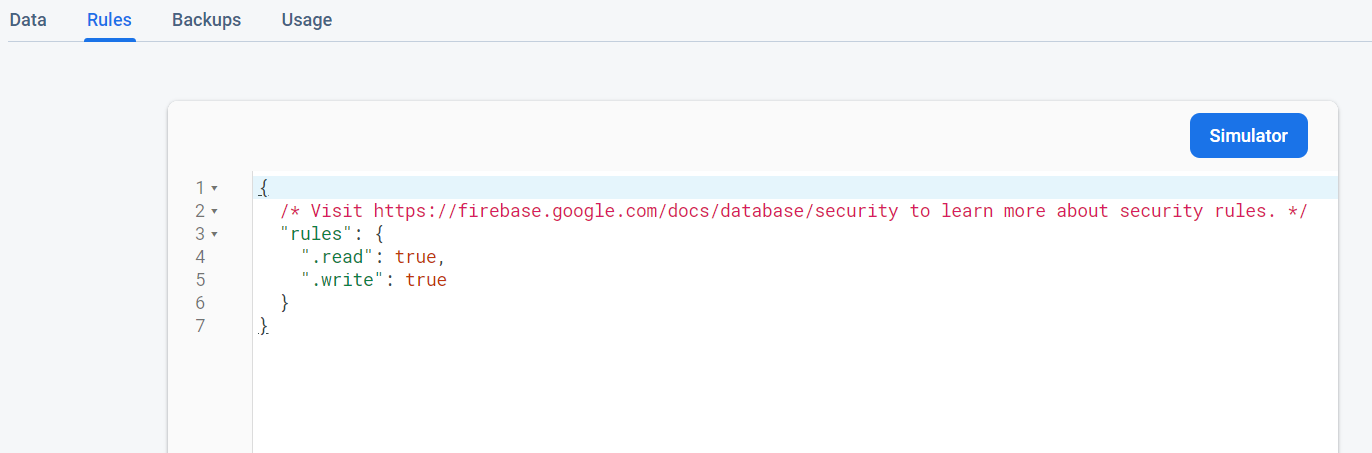 Data Rules Backups Usage
Simulator
1 {
2 /* Visit https://firebase.google.com/docs/database/security to learn more about security rules. */
3 "rules": {
4 ".read": true,
5 ".write": true
6 }
7 }